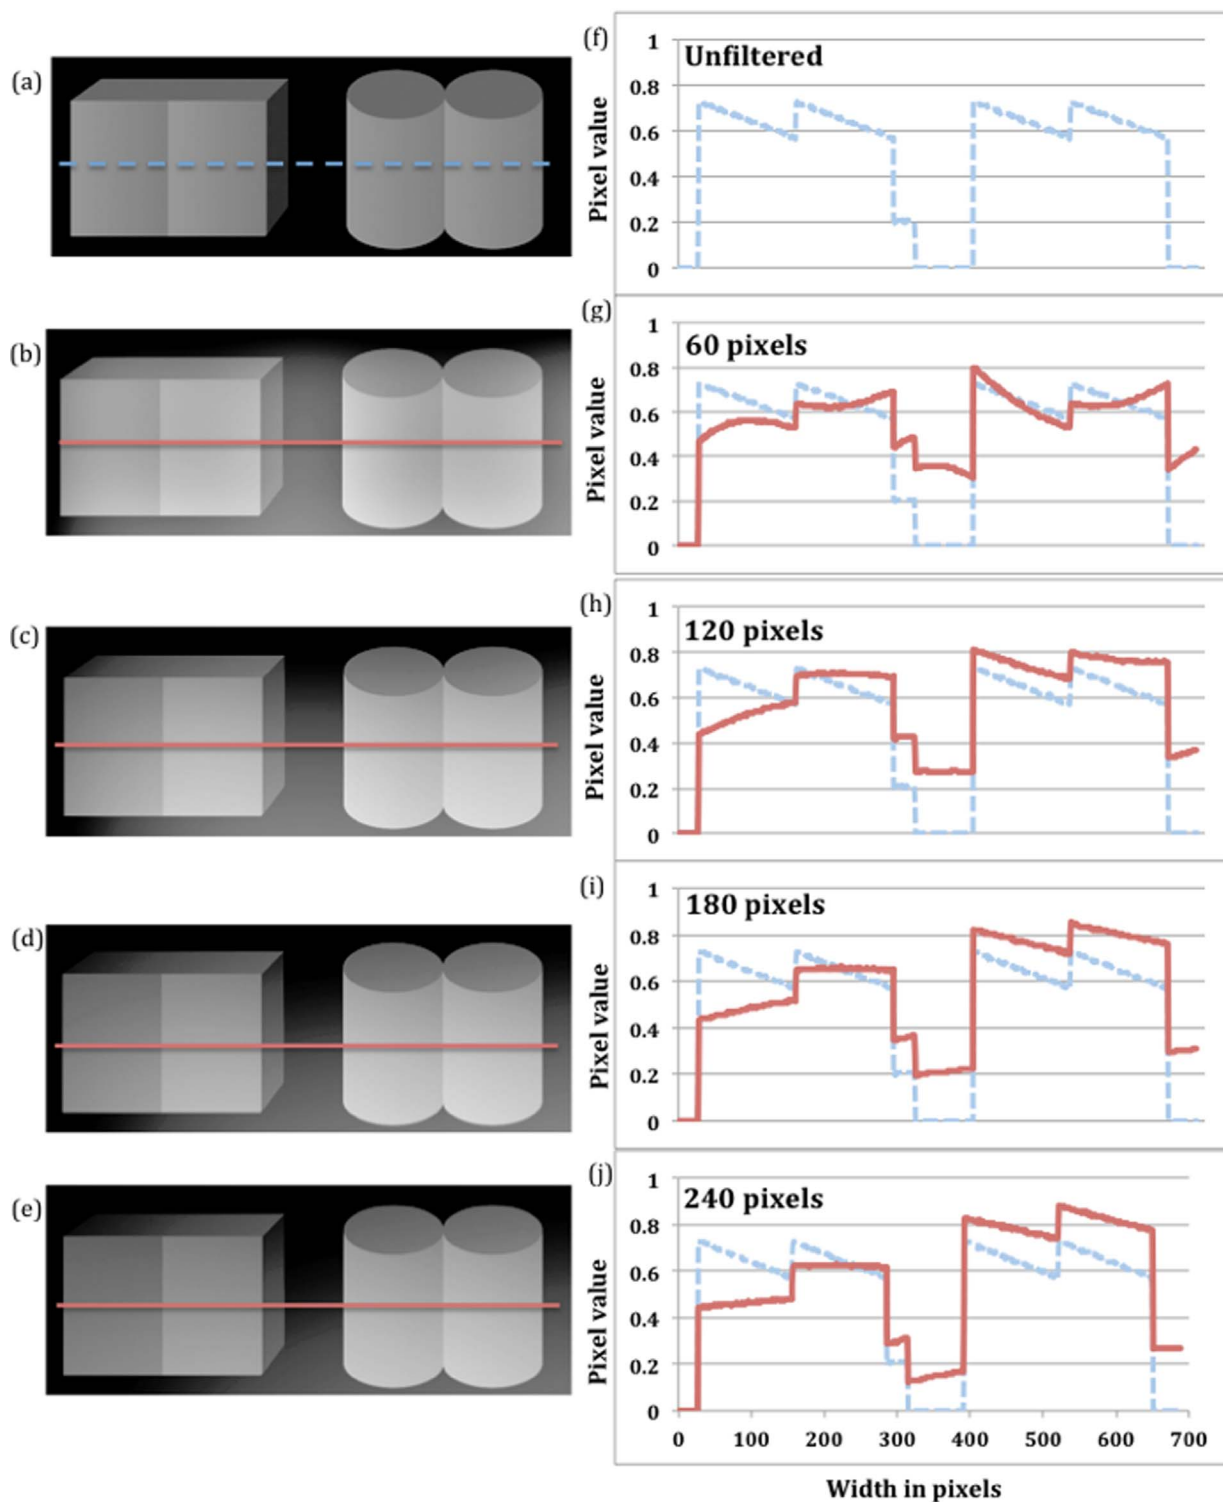 (a)
(f)
1
Unfiltered
0.8
0.6
0.4
0.2
0
Pixel value
(b)
(g)
1
60 pixels
0.8
0.6
0.4
0.2
0
Pixel value
(c)
(h)
1
120 pixels
0.8
0.6
0.4
0.2
0
Pixel value
(d)
(i)
1
180 pixels
0.8
0.6
0.4
0.2
0
Pixel value
(e)
(j)
1
240 pixels
0.8
0.6
0.4
0.2
0
Pixel value
0 100 200 300 400 500 600 700
Width in pixels